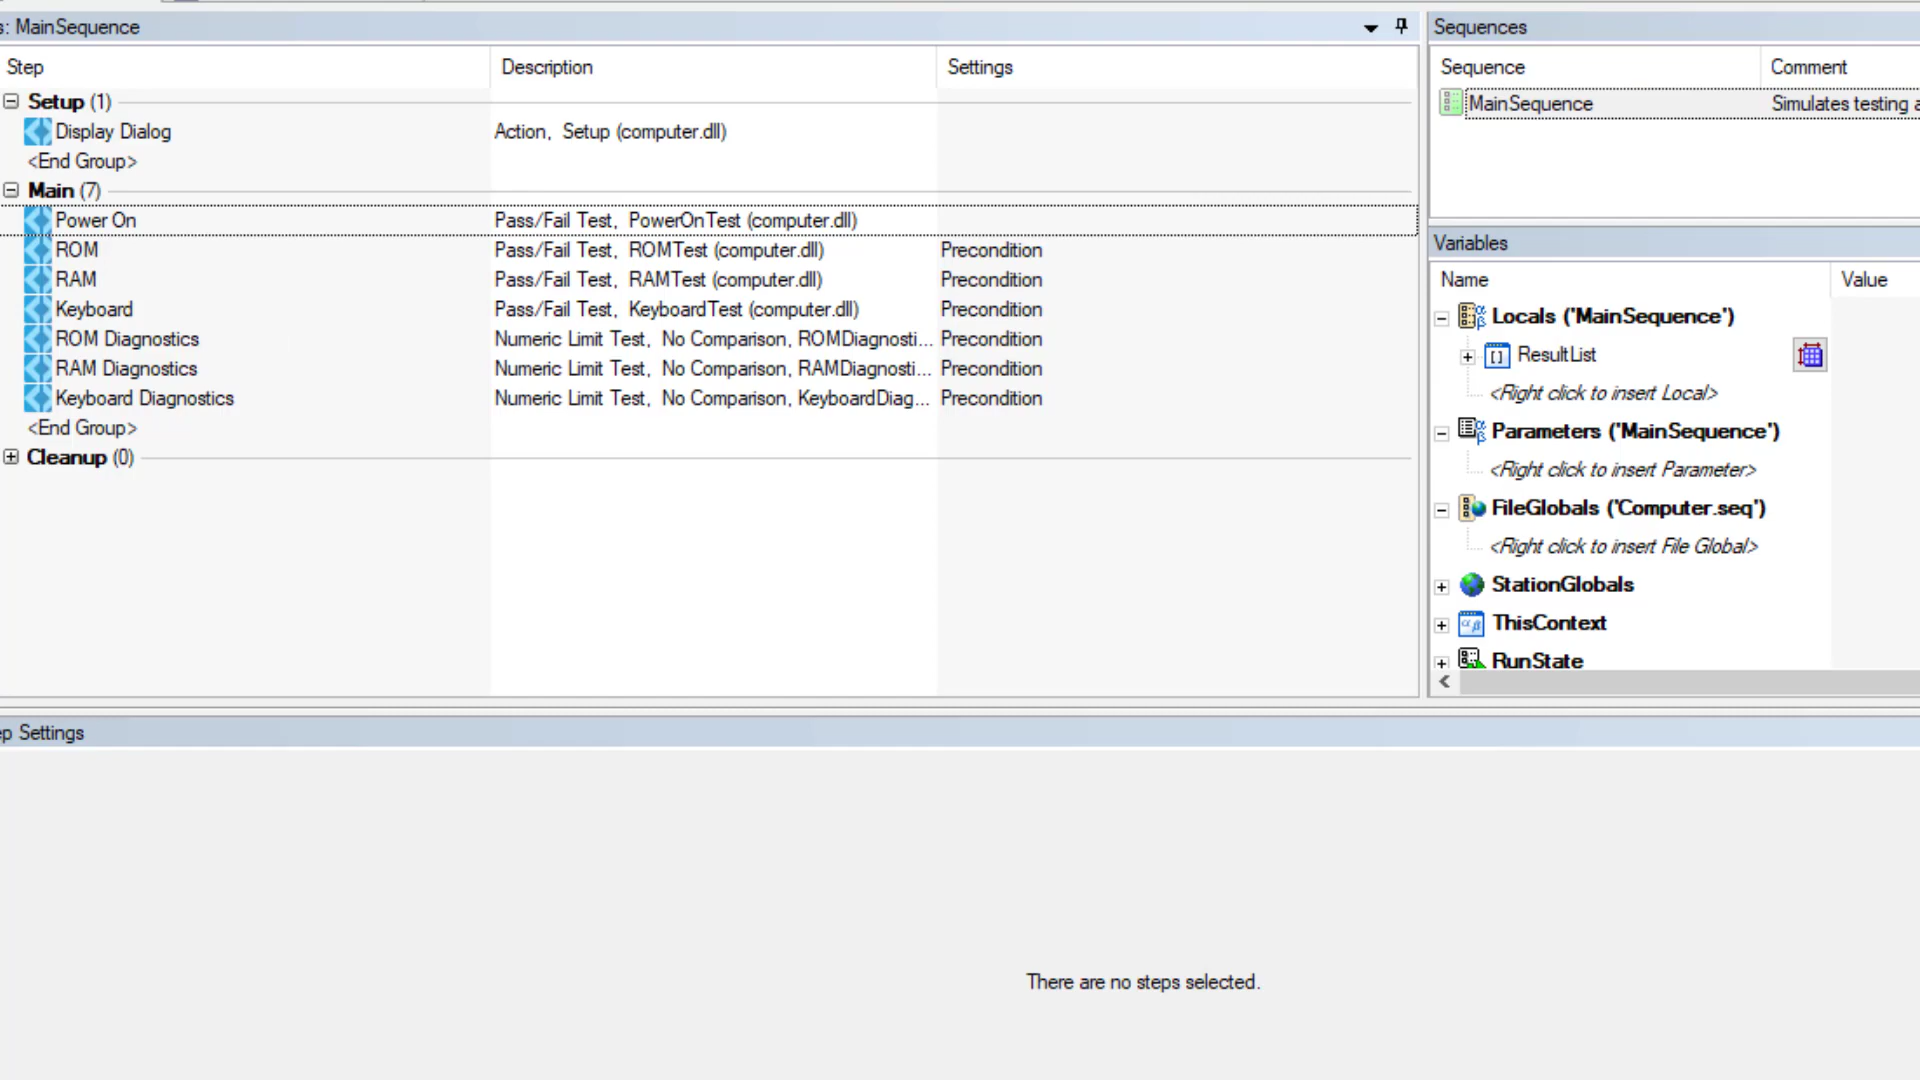 s: MainSequence
Step Description Settings
Setup (1)
Display Dialog Action, Setup (computer.dll)
<End Group>
Main (7)
Power On Pass/Fail Test, PowerOnTest (computer.dll)
ROM Pass/Fail Test, ROMTest (computer.dll) Precondition
RAM Pass/Fail Test, RAMTest (computer.dll) Precondition
Keyboard Pass/Fail Test, KeyboardTest (computer.dll) Precondition
ROM Diagnostics Numeric Limit Test, No Comparison, ROMDiagnosti... Precondition
RAM Diagnostics Numeric Limit Test, No Comparison, RAMDiagnosti... Precondition
Keyboard Diagnostics Numeric Limit Test, No Comparison, KeyboardDiag... Precondition
<End Group>
Cleanup (0)
Sequences
Sequence Comment
MainSequence Simulates testing a
Variables
Name Value
Locals ('MainSequence')
ResultList
<Right click to insert Local>
Parameters ('MainSequence')
<Right click to insert Parameter>
FileGlobals ('Computer.seq')
<Right click to insert File Global>
StationGlobals
ThisContext
RunState
ep Settings
There are no steps selected.